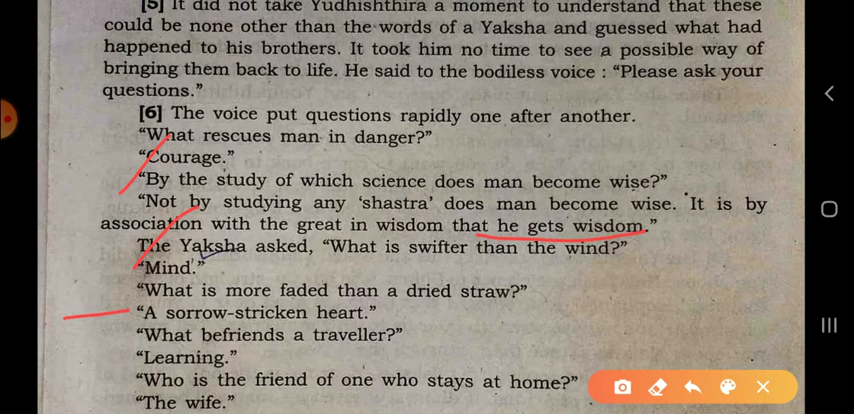 [5] It did not take Yudhishthira a moment to understand that these
could be none other than the words of a Yaksha and guessed what had
happened to his brothers. It took him no time to see a possible way of
bringing them back to life. He said to the bodiless voice : “Please ask your
questions.”
[6] The voice put questions rapidly one after another.
“What rescues man in danger?”
“Courage.”
“By the study of which science does man become wise?”
“Not by studying any ‘shastra’ does man become wise. It is by
association with the great in wisdom that he gets wisdom.”
The Yaksha asked, “What is swifter than the wind?”
“Mind.”
“What is more faded than a dried straw?”
“A sorrow-stricken heart.”
“What befriends a traveller?”
“Learning.”
“Who is the friend of one who stays at home?”
“The wife.”